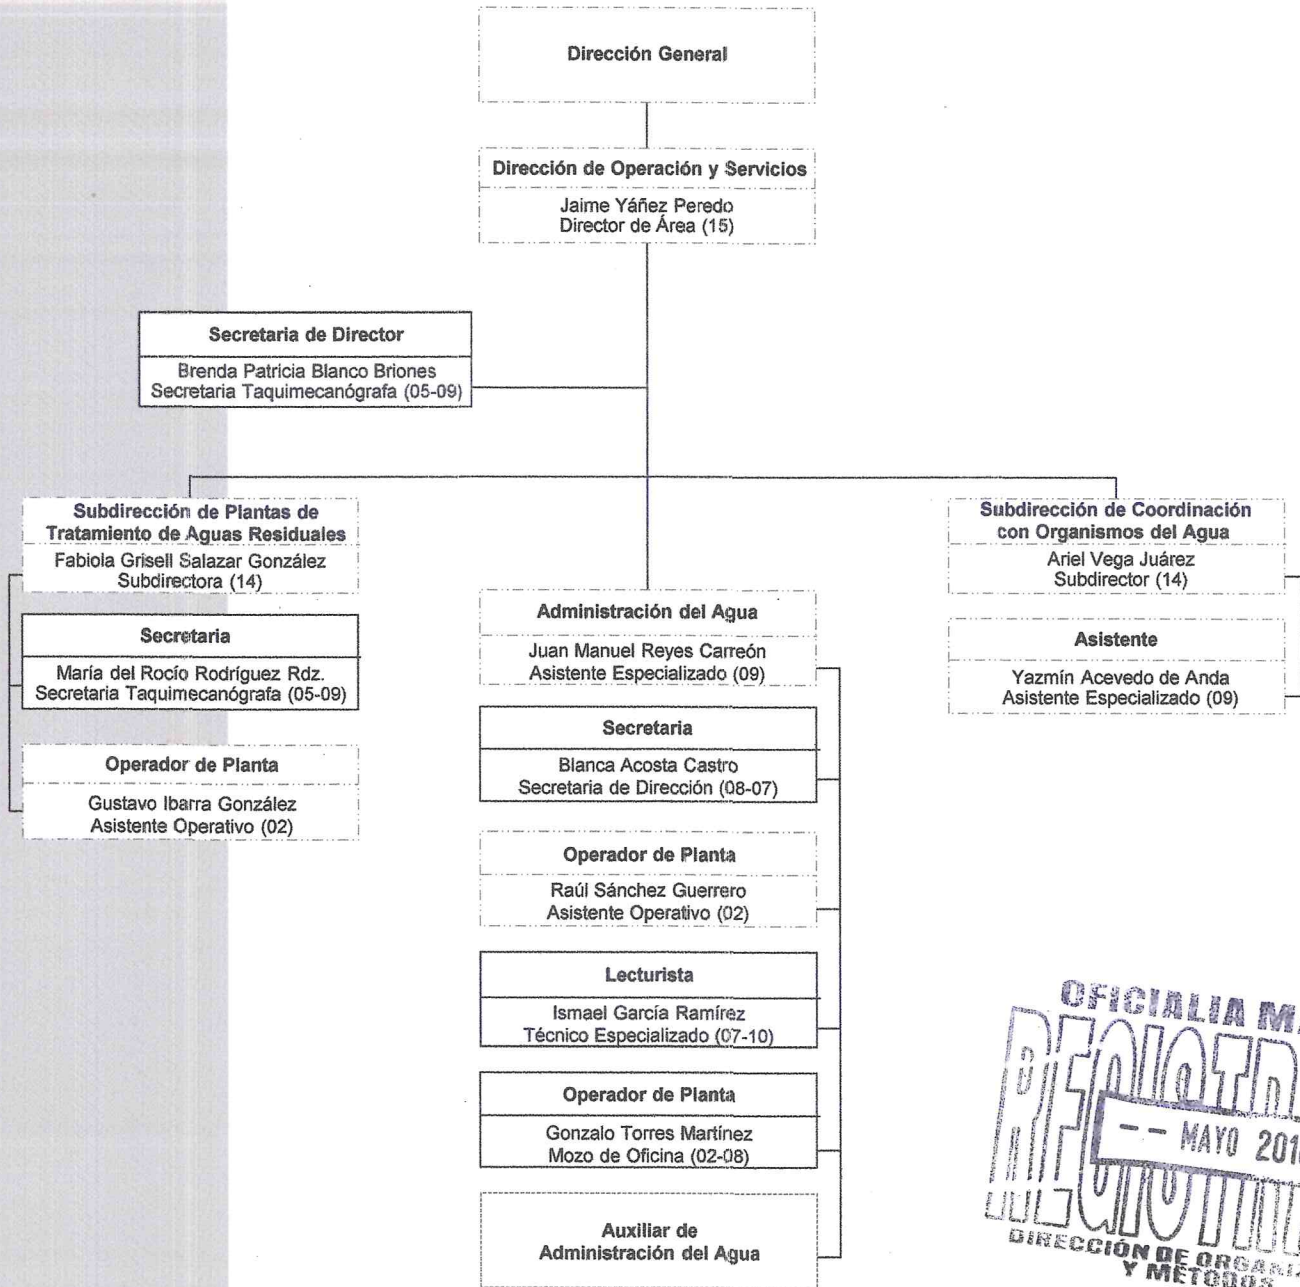 Dirección General
Dirección de Operación y Servicios
Jaime Yáñez Peredo
Director de Área (15)
Secretaria de Director
Brenda Patricia Blanco Briones
Secretaria Taquimecanógrafa (05-09)
Subdirección de Plantas de
Tratamiento de Aguas Residuales
Fabiola Grisell Salazar González
Subdirectora (14)
Secretaria
María del Rocío Rodríguez Rdz.
Secretaria Taquimecanógrafa (05-09)
Operador de Planta
Gustavo Ibarra González
Asistente Operativo (02)
Administración del Agua
Juan Manuel Reyes Carreón
Asistente Especializado (09)
Secretaria
Blanca Acosta Castro
Secretaria de Dirección (08-07)
Operador de Planta
Raúl Sánchez Guerrero
Asistente Operativo (02)
Lecturista
Ismael García Ramírez
Técnico Especializado (07-10)
Operador de Planta
Gonzalo Torres Martínez
Mozo de Oficina (02-08)
Auxiliar de
Administración del Agua
Subdirección de Coordinación
con Organismos del Agua
Ariel Vega Juárez
Subdirector (14)
Asistente
Yazmín Acevedo de Anda
Asistente Especializado (09)
OFICIALIA
-- MAYO
DIRECCIÓN DE
Y METODOS